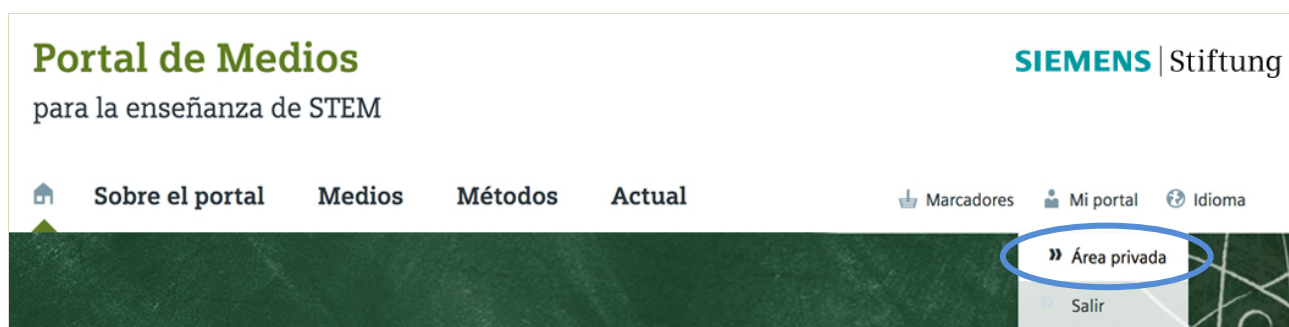 Portal de Medios
SIEMENS | Stiftung
para la enseñanza de STEM
Sobre el portal Medios Métodos Actual Marcadores Mi portal Idioma
» Área privada
» Salir